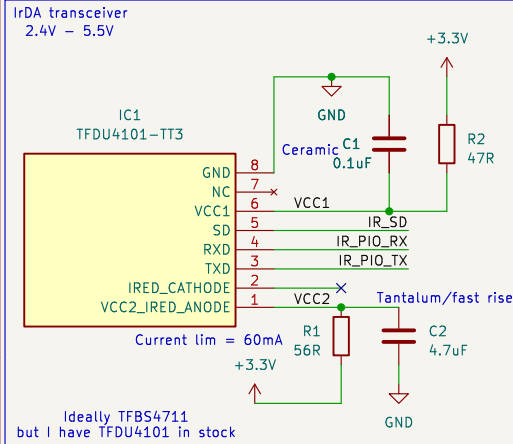 IrDA transceiver
2.4V - 5.5V
+3.3V
GND
IC1
TFDU4101-TT3
Ceramic
C1
0.1uF
R2
47R
GND 8
NC 7
VCC1 6
SD 5
RXD 4
TXD 3
IRED_CATHODE 2
VCC2_IRED_ANODE 1
VCC1
IR_SD
IR_PIO_RX
IR_PIO_TX
VCC2
Tantalum/fast rise
Current lim = 60mA
R1
56R
C2
4.7uF
+3.3V
GND
Ideally TFBS4711
but I have TFDU4101 in stock